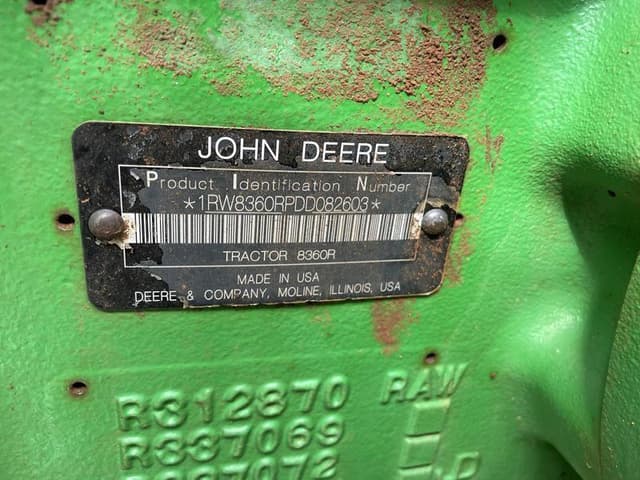 JOHN DEERE
Product Identification Number
*1RW8360RPDD082603*
TRACTOR 8360R
MADE IN USA
DEERE & COMPANY, MOLINE, ILLINOIS, USA
R312870 RAW
R337069